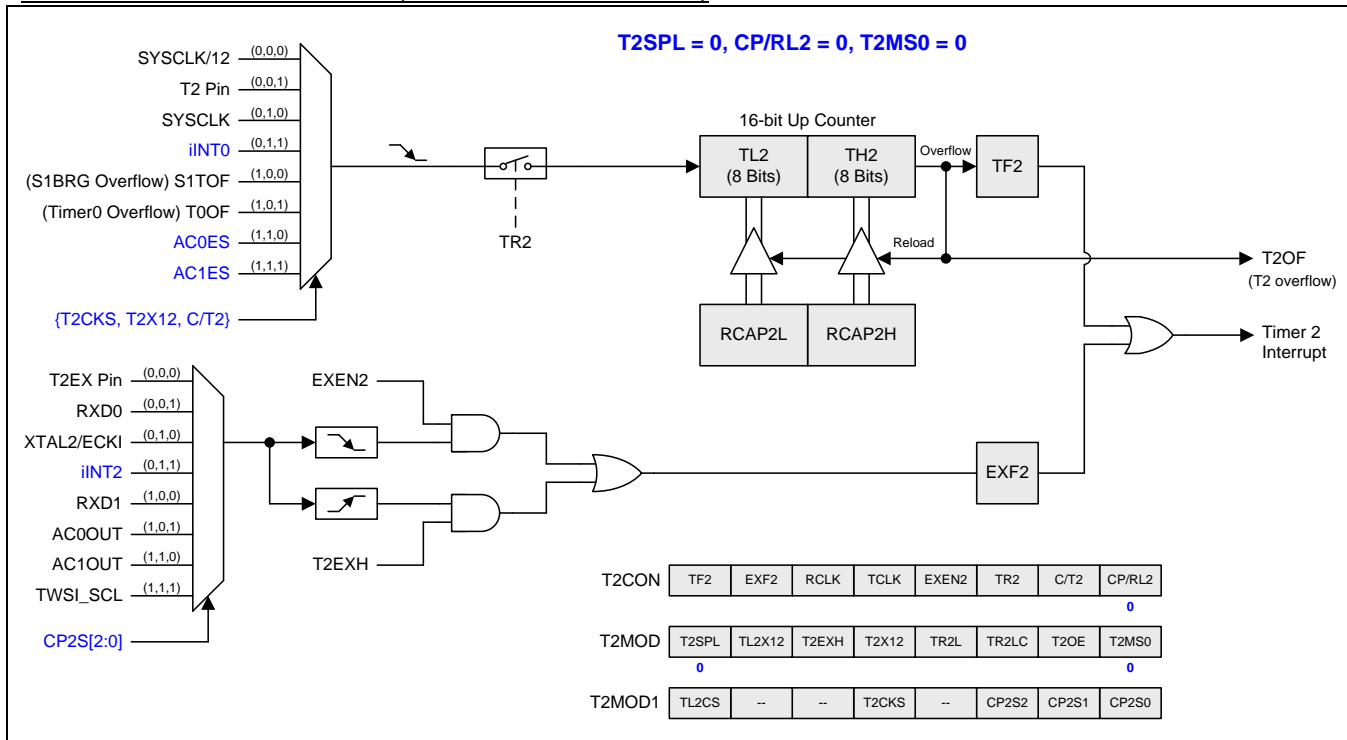 T2SPL = 0, CP/RL2 = 0, T2MS0 = 0
SYSCLK/12 (0,0,0)
T2 Pin (0,0,1)
SYSCLK (0,1,0)
iINT0 (0,1,1)
(S1BRG Overflow) S1TOF (1,0,0)
(Timer0 Overflow) T0OF (1,0,1)
AC0ES (1,1,0)
AC1ES (1,1,1)
{T2CKS, T2X12, C/T2}
TR2
16-bit Up Counter
TL2 (8 Bits)
TH2 (8 Bits)
Overflow
TF2
Reload
RCAP2L
RCAP2H
T2OF
(T2 overflow)
Timer 2
Interrupt
T2EX Pin (0,0,0)
RXD0 (0,0,1)
XTAL2/ECKI (0,1,0)
iINT2 (0,1,1)
RXD1 (1,0,0)
AC0OUT (1,0,1)
AC1OUT (1,1,0)
TWSI_SCL (1,1,1)
CP2S[2:0]
EXEN2
T2EXH
EXF2
T2CON TF2 EXF2 RCLK TCLK EXEN2 TR2 C/T2 CP/RL2
0
T2MOD T2SPL TL2X12 T2EXH T2X12 TR2L TR2LC T2OE T2MS0
0 0
T2MOD1 TL2CS -- -- T2CKS -- CP2S2 CP2S1 CP2S0